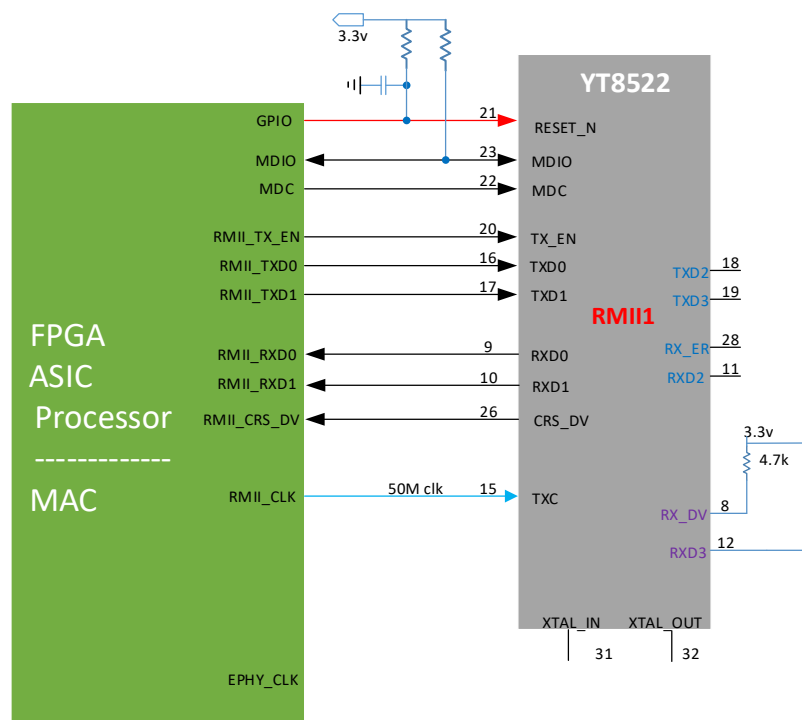 3.3v
YT8522
GPIO
21
RESET_N
MDIO
23
MDIO
MDC
22
MDC
RMII_TX_EN
20
TX_EN
RMII_TXD0
16
TXD0
RMII_TXD1
17
TXD1
TXD2
18
TXD3
19
RMII1
RX_ER
28
RXD2
11
FPGA
ASIC
Processor
-------------
MAC
RMII_RXD0
9
RXD0
RMII_RXD1
10
RXD1
RMII_CRS_DV
26
CRS_DV
3.3v
4.7k
RMII_CLK
50M clk
15
TXC
RX_DV
8
RXD3
12
XTAL_IN
XTAL_OUT
31
32
EPHY_CLK